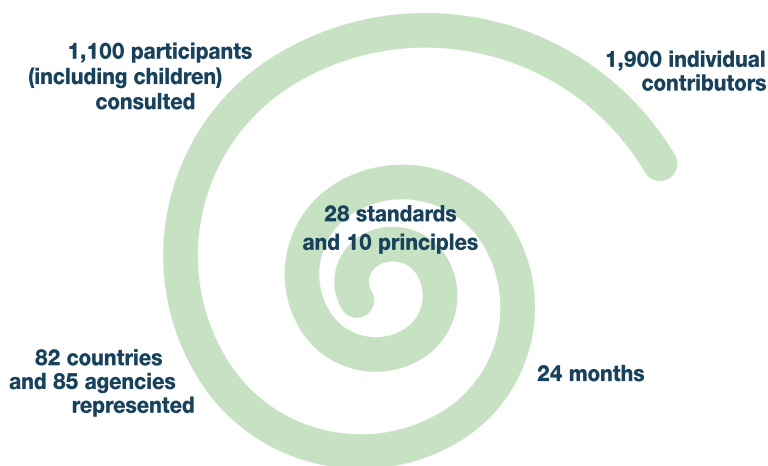 1,100 participants
(including children)
consulted
1,900 individual
contributors
28 standards
and 10 principles
82 countries
and 85 agencies
represented
24 months